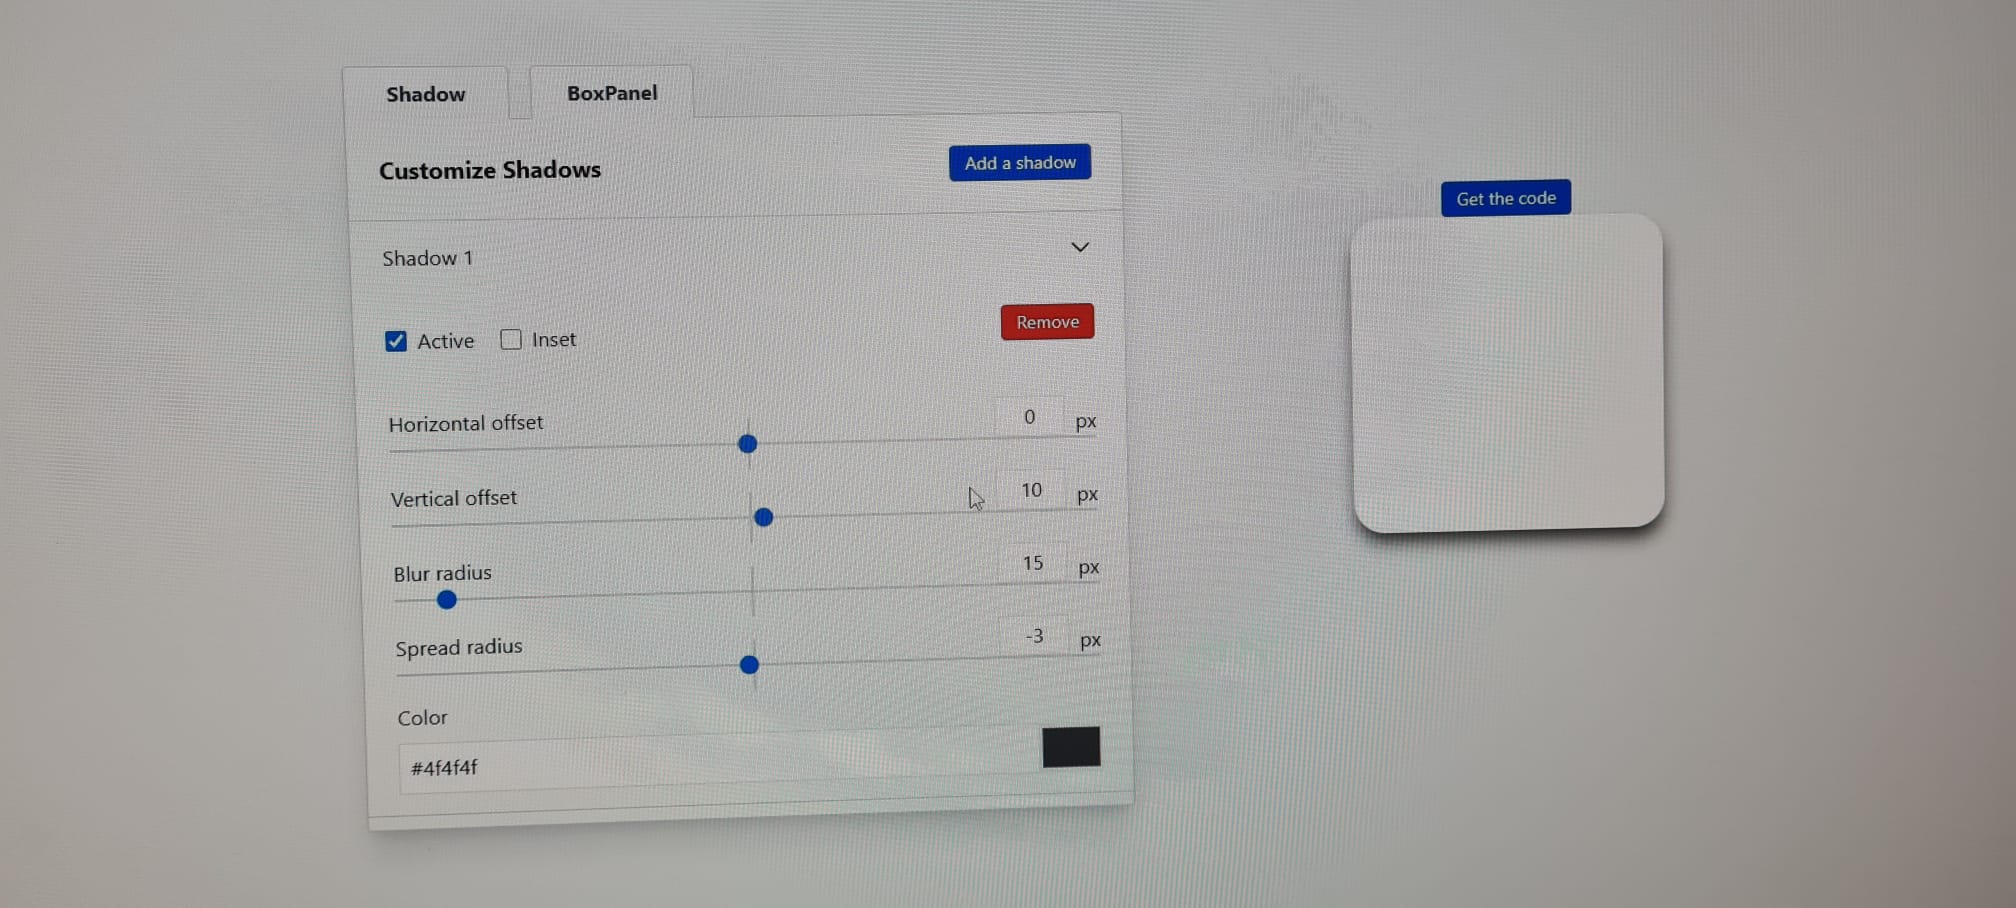 Shadow
BoxPanel
Customize Shadows
Add a shadow
Get the code
Shadow 1
Active
Inset
Remove
Horizontal offset
0 px
Vertical offset
10 px
Blur radius
15 px
Spread radius
-3 px
Color
#4f4f4f